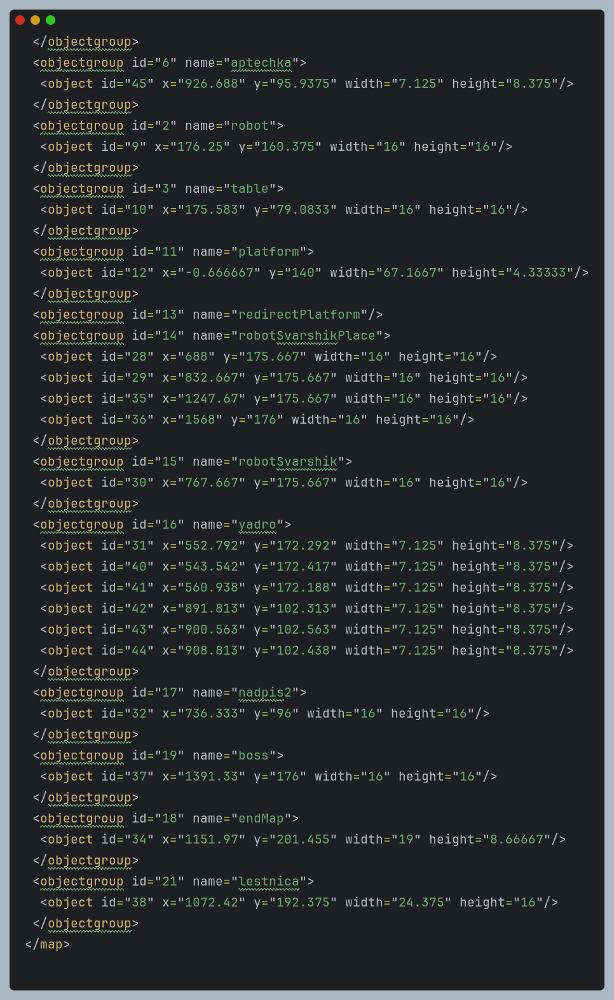 </objectgroup>
<objectgroup id="6" name="aptechka">
<object id="45" x="926.688" y="95.9375" width="7.125" height="8.375"/>
</objectgroup>
<objectgroup id="2" name="robot">
<object id="9" x="176.25" y="160.375" width="16" height="16"/>
</objectgroup>
<objectgroup id="3" name="table">
<object id="10" x="175.583" y="79.0833" width="16" height="16"/>
</objectgroup>
<objectgroup id="11" name="platform">
<object id="12" x="-0.666667" y="140" width="67.1667" height="4.33333"/>
</objectgroup>
<objectgroup id="13" name="redirectPlatform"/>
<objectgroup id="14" name="robotSvarshikPlace">
<object id="28" x="688" y="175.667" width="16" height="16"/>
<object id="29" x="832.667" y="175.667" width="16" height="16"/>
<object id="35" x="1247.67" y="175.667" width="16" height="16"/>
<object id="36" x="1568" y="176" width="16" height="16"/>
</objectgroup>
<objectgroup id="15" name="robotSvarshik">
<object id="30" x="767.667" y="175.667" width="16" height="16"/>
</objectgroup>
<objectgroup id="16" name="yadro">
<object id="31" x="552.792" y="172.292" width="7.125" height="8.375"/>
<object id="40" x="543.542" y="172.417" width="7.125" height="8.375"/>
<object id="41" x="560.938" y="172.188" width="7.125" height="8.375"/>
<object id="42" x="891.813" y="102.313" width="7.125" height="8.375"/>
<object id="43" x="900.563" y="102.563" width="7.125" height="8.375"/>
<object id="44" x="908.813" y="102.438" width="7.125" height="8.375"/>
</objectgroup>
<objectgroup id="17" name="nadpis2">
<object id="32" x="736.333" y="96" width="16" height="16"/>
</objectgroup>
<objectgroup id="19" name="boss">
<object id="37" x="1391.33" y="176" width="16" height="16"/>
</objectgroup>
<objectgroup id="18" name="endMap">
<object id="34" x="1151.97" y="201.455" width="19" height="8.66667"/>
</objectgroup>
<objectgroup id="21" name="lestnica">
<object id="38" x="1072.42" y="192.375" width="24.375" height="16"/>
</objectgroup>
</map>